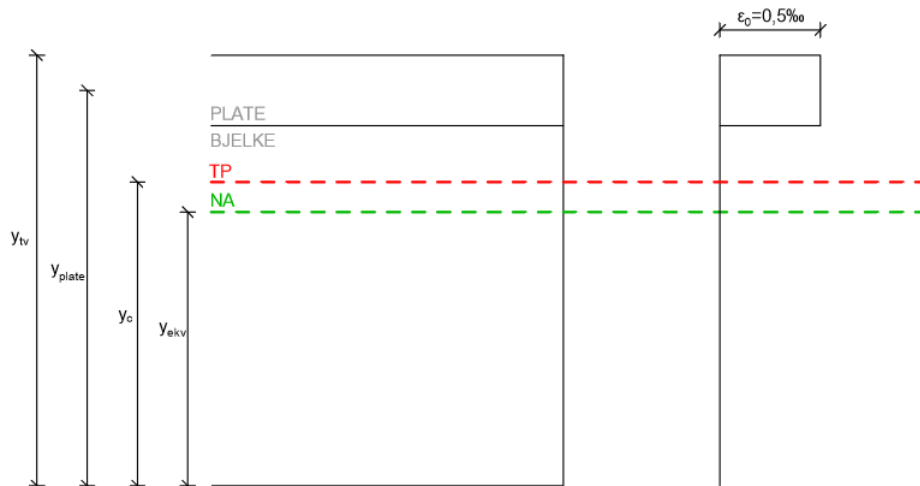 ε₀=0,5‰
PLATE
BJELKE
TP
NA
y_tv
y_plate
y_c
y_ekv